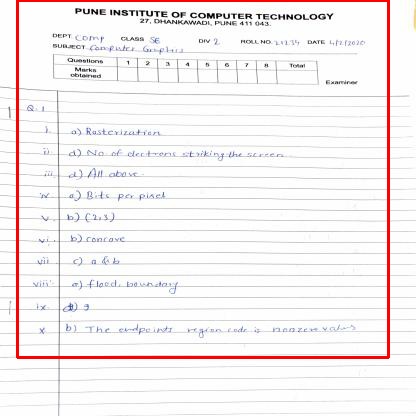 PUNE INSTITUTE OF COMPUTER TECHNOLOGY
27, DHANKAWADI, PUNE 411 043.
DEPT Comp CLASS SE DIV 2 ROLL NO. 21234 DATE 4/2/2020
SUBJECT Computer Graphics
Questions 1 2 3 4 5 6 7 8 Total
Marks obtained
Examiner
Q.1
i. a) Rasterization
ii) d) No. of electrons striking the screen
iii. d) All above.
iv a) Bits per pixel
v. b) (2,3)
vi. b) concave
vii c) a & b
viii a) flood, boundary
ix. 9
x b) The endpoints region code is nonzero values